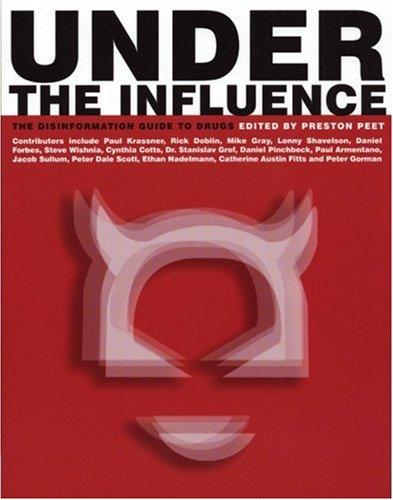 UNDER
THE INFLUENCE
THE DISINFORMATION GUIDE TO DRUGS EDITED BY PRESTON PEET
Contributors include Paul Krassner, Rick Doblin, Mike Gray, Lonny Shavelson, Daniel
Forbes, Steve Wishnia, Cynthia Cotts, Dr. Stanislav Grof, Daniel Pinchbeck, Paul Armentano,
Jacob Sullum, Peter Dale Scott, Ethan Nadelmann, Catherine Austin Fitts and Peter Gorman